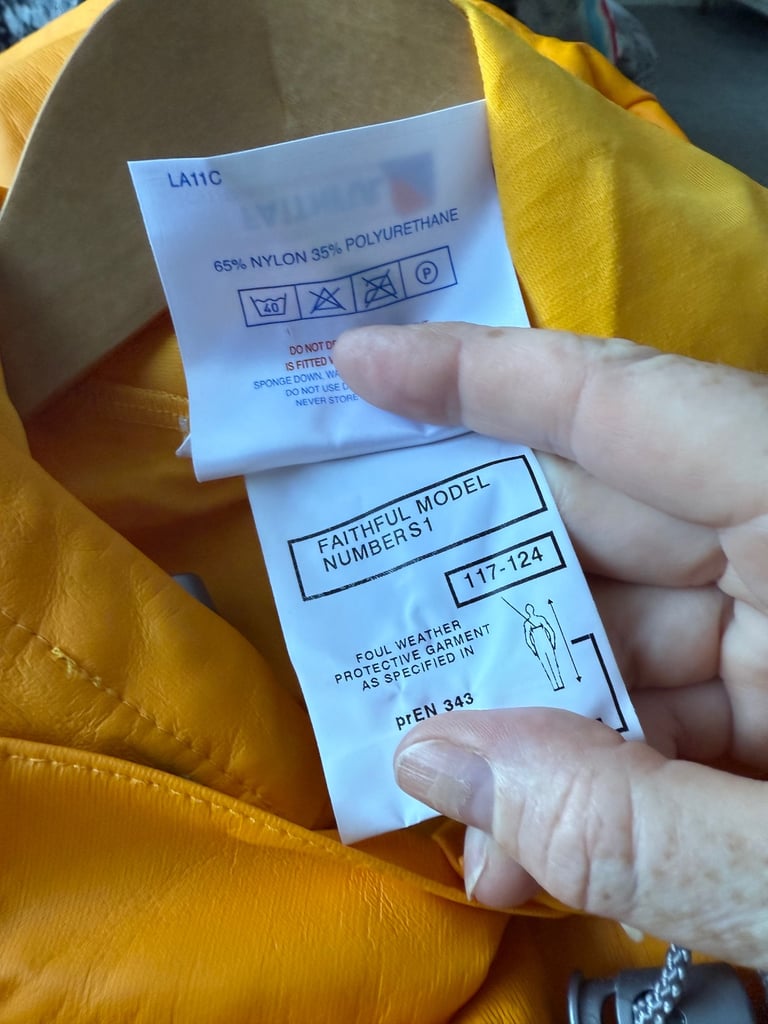 LA11C
FAITHFUL
65% NYLON 35% POLYURETHANE
40
P
DO NOT
IS FITTED
SPONGE DOWN.
DO NOT USE
NEVER STORE
FAITHFUL MODEL
NUMBERS1
117-124
FOUL WEATHER
PROTECTIVE GARMENT
AS SPECIFIED IN
prEN 343